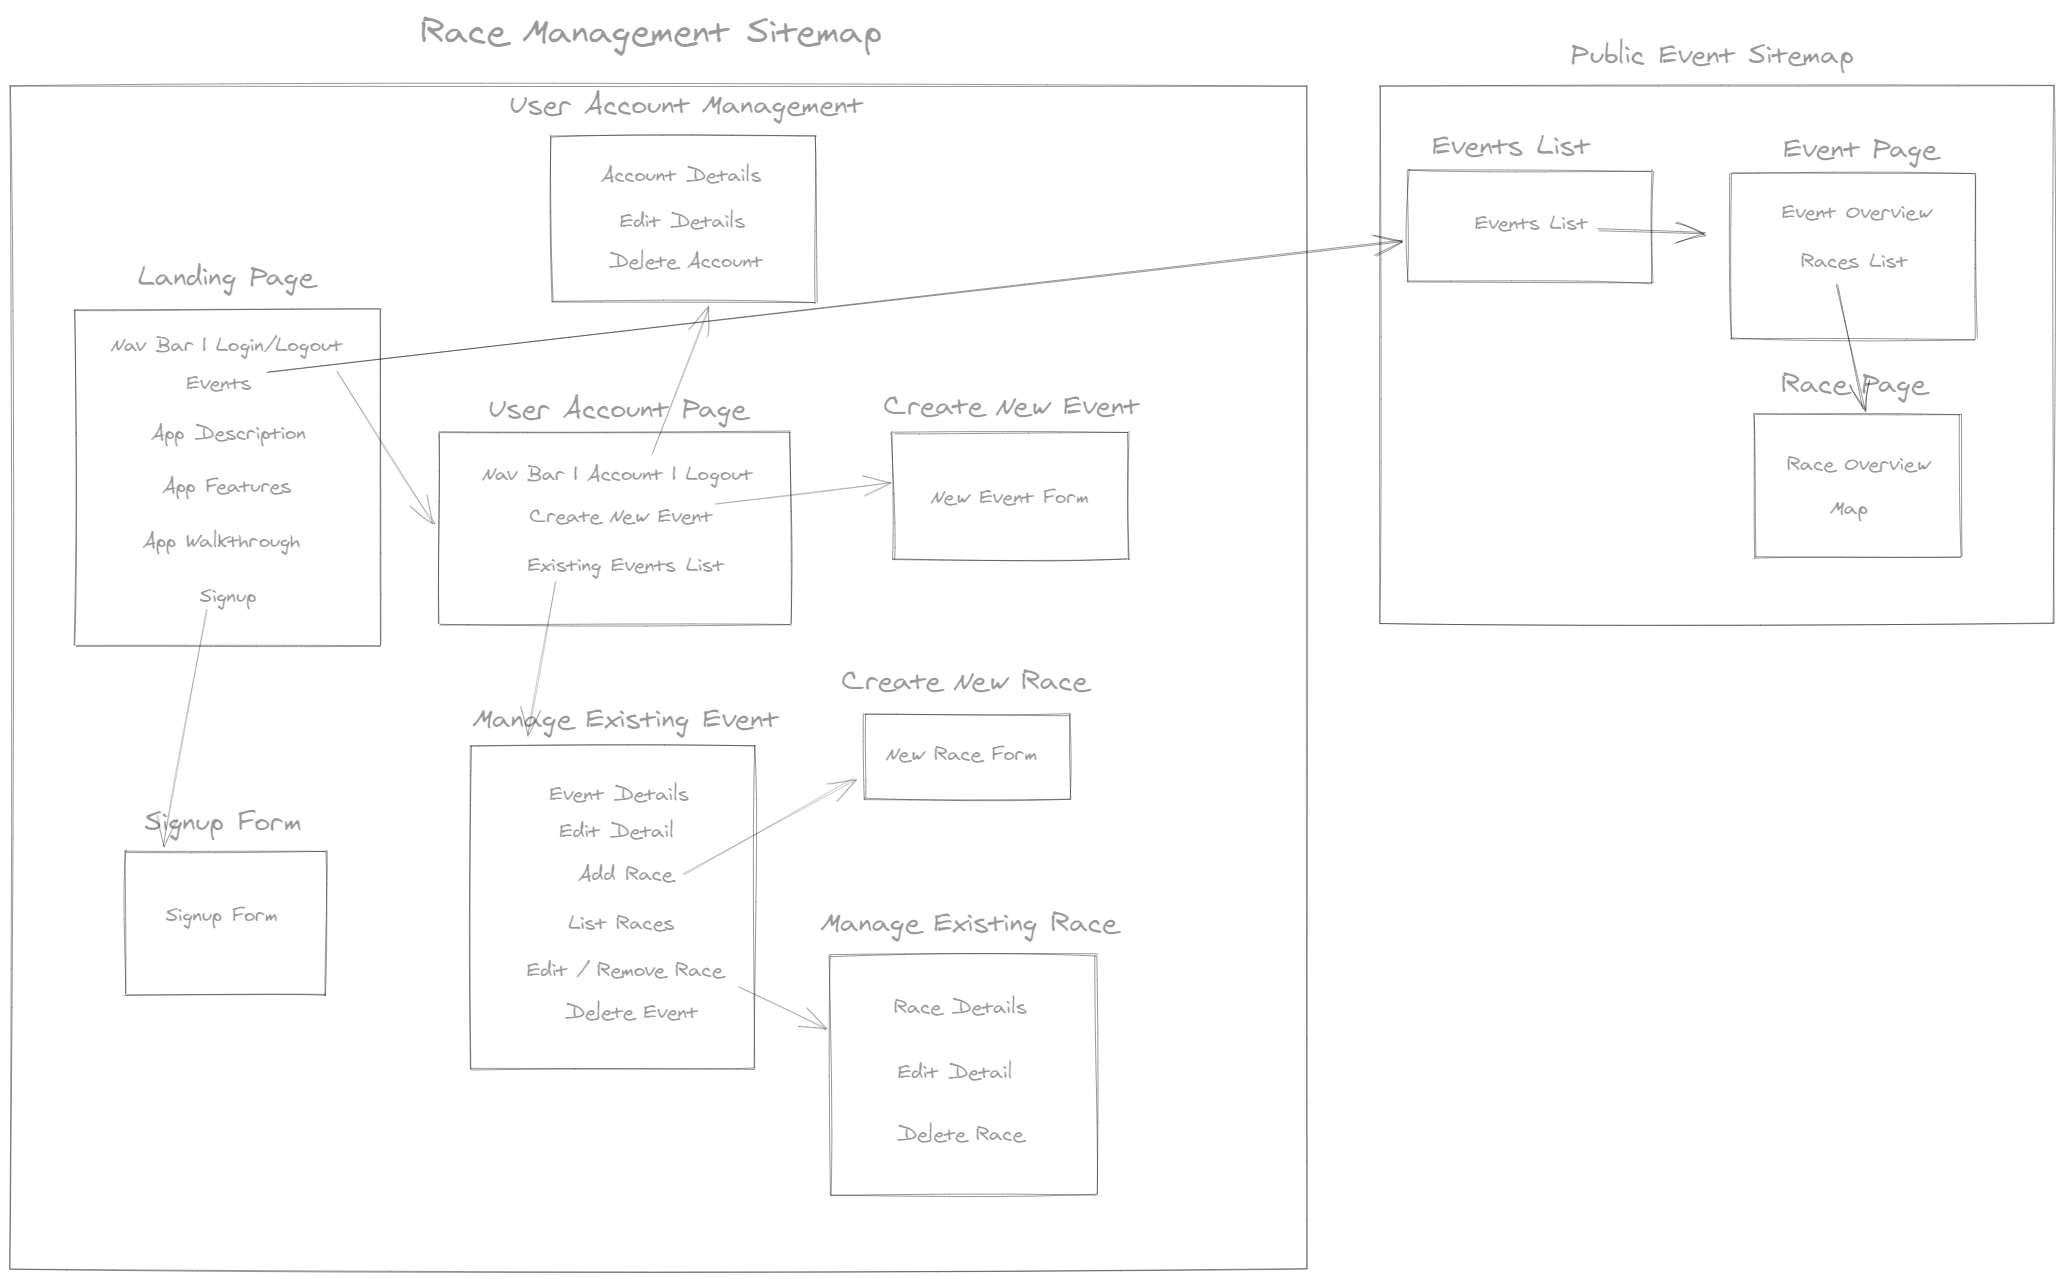 Race Management Sitemap
User Account Management
Account Details
Edit Details
Delete Account
Landing Page
Nav Bar | Login/Logout
Events
App Description
App Features
App Walkthrough
Signup
User Account Page
Nav Bar | Account | Logout
Create New Event
Existing Events List
Create New Event
New Event Form
Manage Existing Event
Event Details
Edit Detail
Add Race
List Races
Edit / Remove Race
Delete Event
Create New Race
New Race Form
Manage Existing Race
Race Details
Edit Detail
Delete Race
Signup Form
Signup Form
Public Event Sitemap
Events List
Events List
Event Page
Event Overview
Races List
Race Page
Race Overview
Map